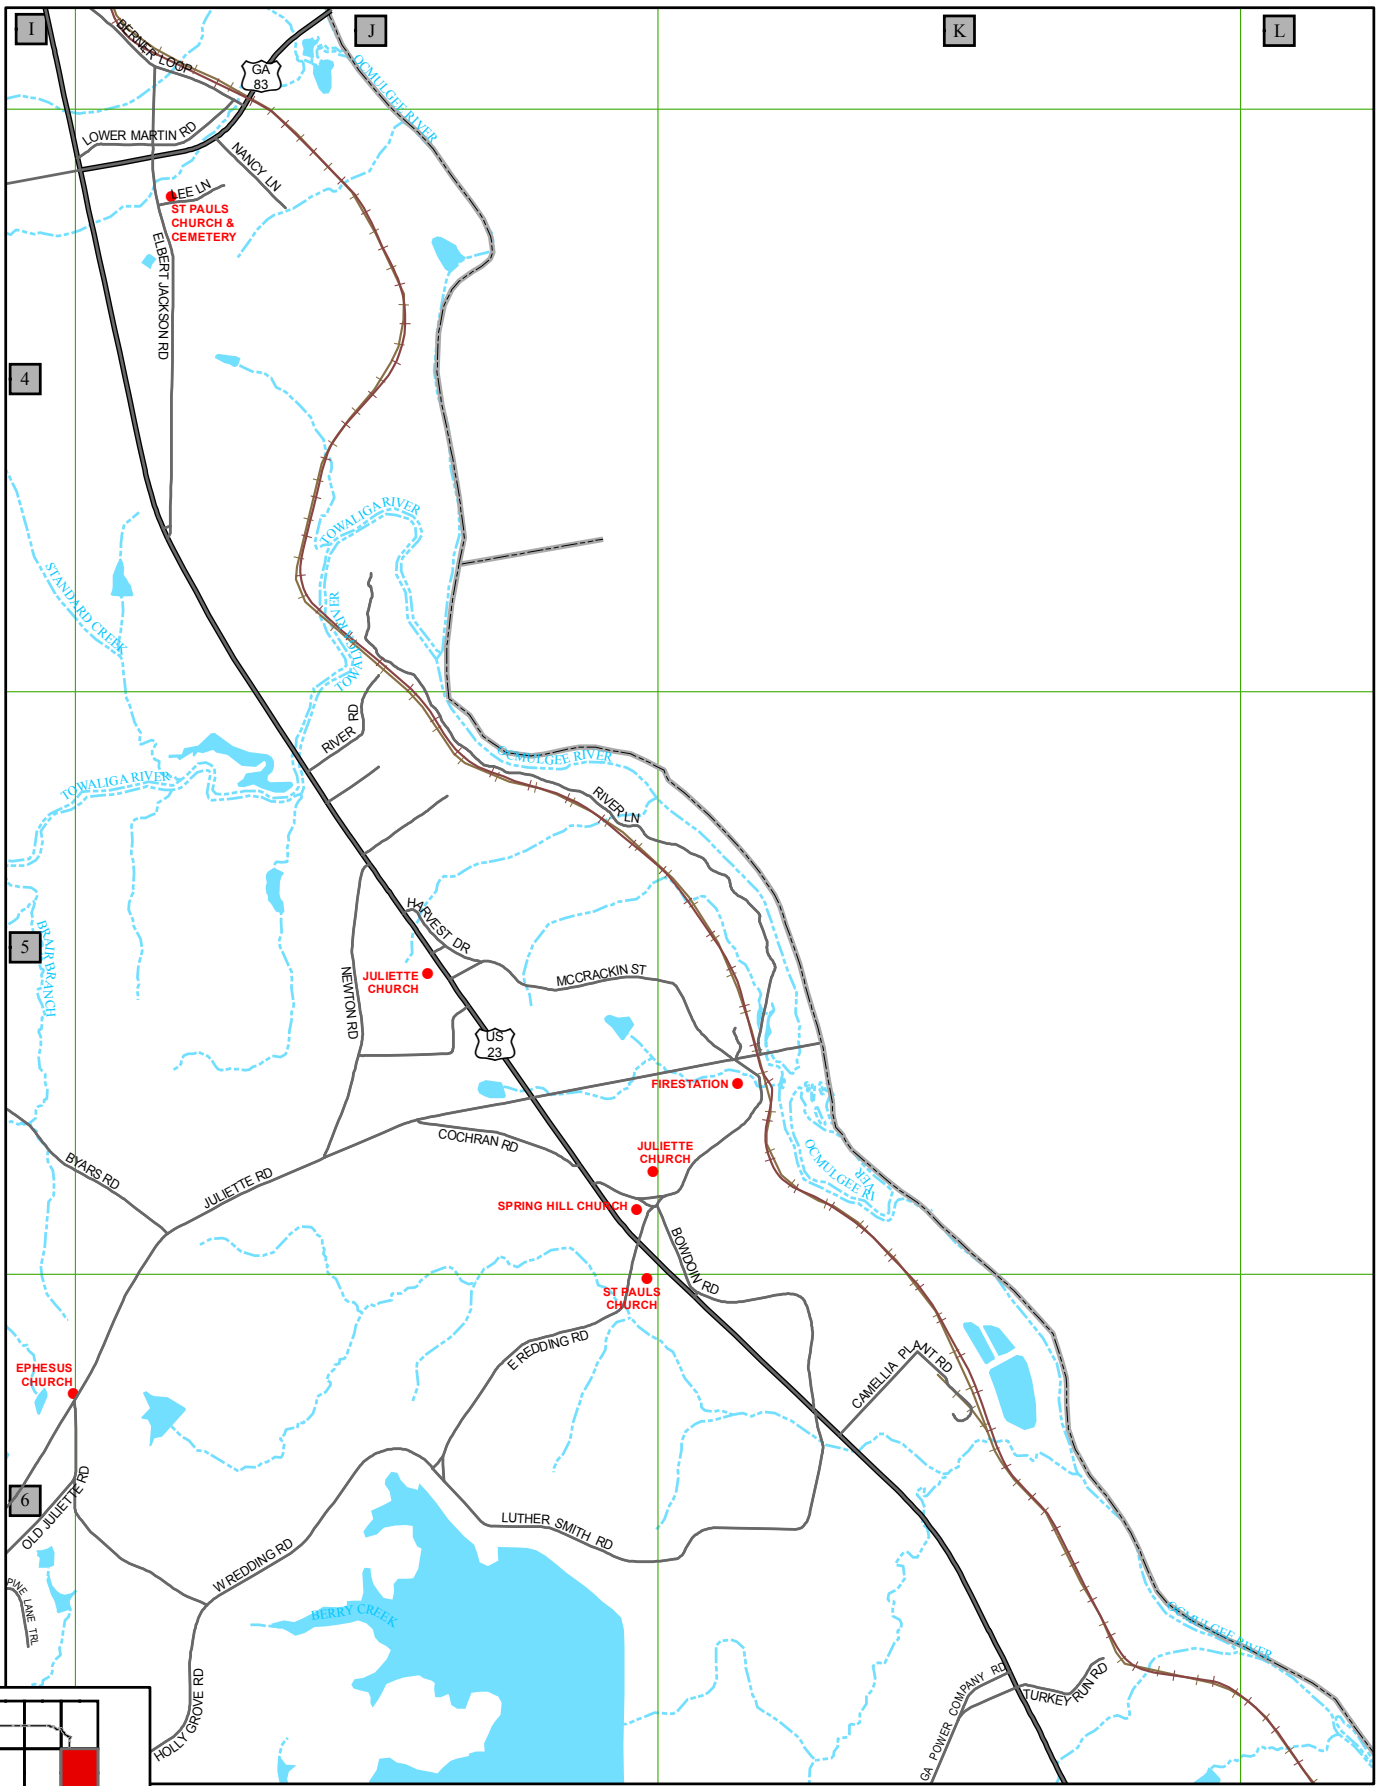 I
J
K
L
BERNER LOOP
GA
83
OCMULGEE RIVER
LOWER MARTIN RD
NANCY LN
LEE LN
ST PAULS
CHURCH &
CEMETERY
ELBERT JACKSON RD
4
TOWALIGA RIVER
STANDARD CREEK
TOWALIGA RIVER
RIVER RD
OCMULGEE RIVER
TOWALIGA RIVER
RIVER LN
HARVEST DR
BRAIR BRANCH
5
MCCRACKIN ST
JULIETTE
CHURCH
NEWTON RD
US
23
FIRESTATION
COCHRAN RD
JULIETTE
CHURCH
OCMULGEE RIVER
BYARS RD
JULIETTE RD
SPRING HILL CHURCH
BOWDOIN RD
ST PAULS
CHURCH
E REDDING RD
CAMELLIA PLANT RD
EPHESUS
CHURCH
6
OLD JULIETTE RD
LUTHER SMITH RD
W REDDING RD
LANE TRL
BERRY CREEK
OCMULGEE RIVER
HOLLY GROVE RD
GA POWER COMPANY RD
TURKEY RUN RD